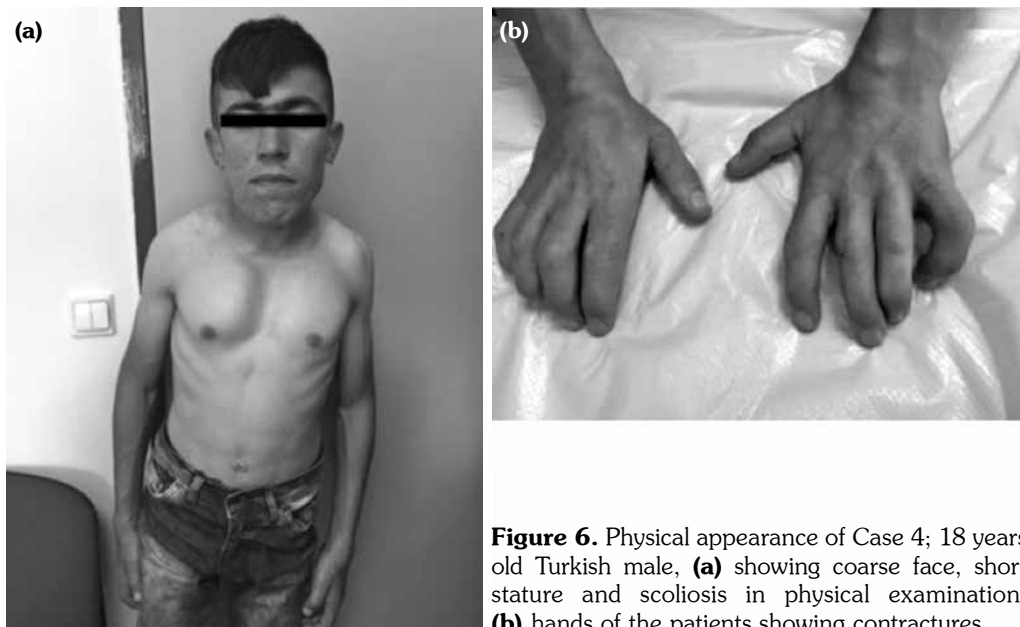 (a)
(b)
Figure 6. Physical appearance of Case 4; 18 years
old Turkish male, (a) showing coarse face, shor
stature and scoliosis in physical examination
(b) hands of the patients showing contractures